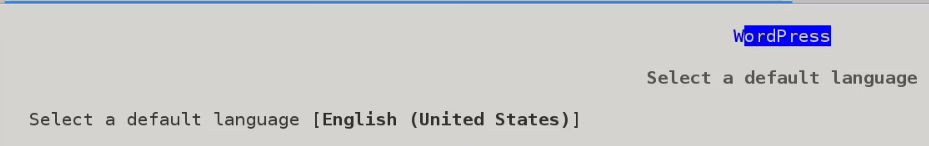 WordPress
Select a default language
Select a default language [English (United States)]